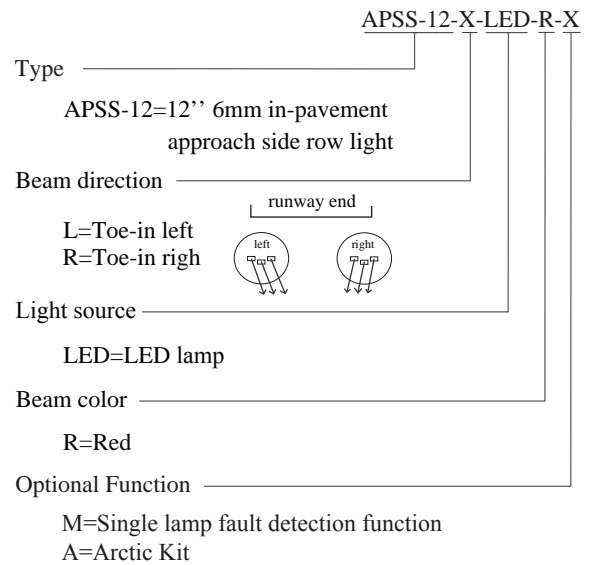 APSS-12-X-LED-R-X
Type
APSS-12=12’’ 6mm in-pavement
approach side row light
Beam direction
runway end
L=Toe-in left
R=Toe-in righ
left
right
Light source
LED=LED lamp
Beam color
R=Red
Optional Function
M=Single lamp fault detection function
A=Arctic Kit